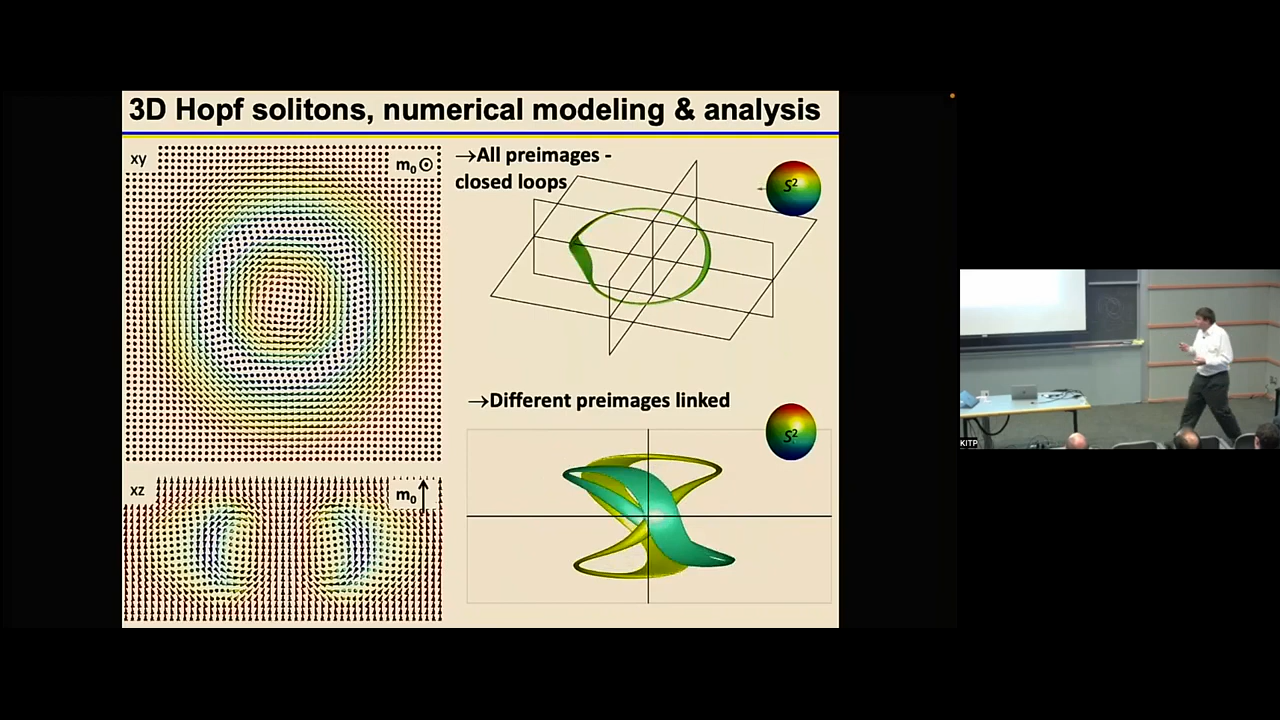 3D Hopf solitons, numerical modeling & analysis
xy
m₀⊙
→All preimages -
closed loops
S²
→Different preimages linked
S²
xz
m₀↑
KITP